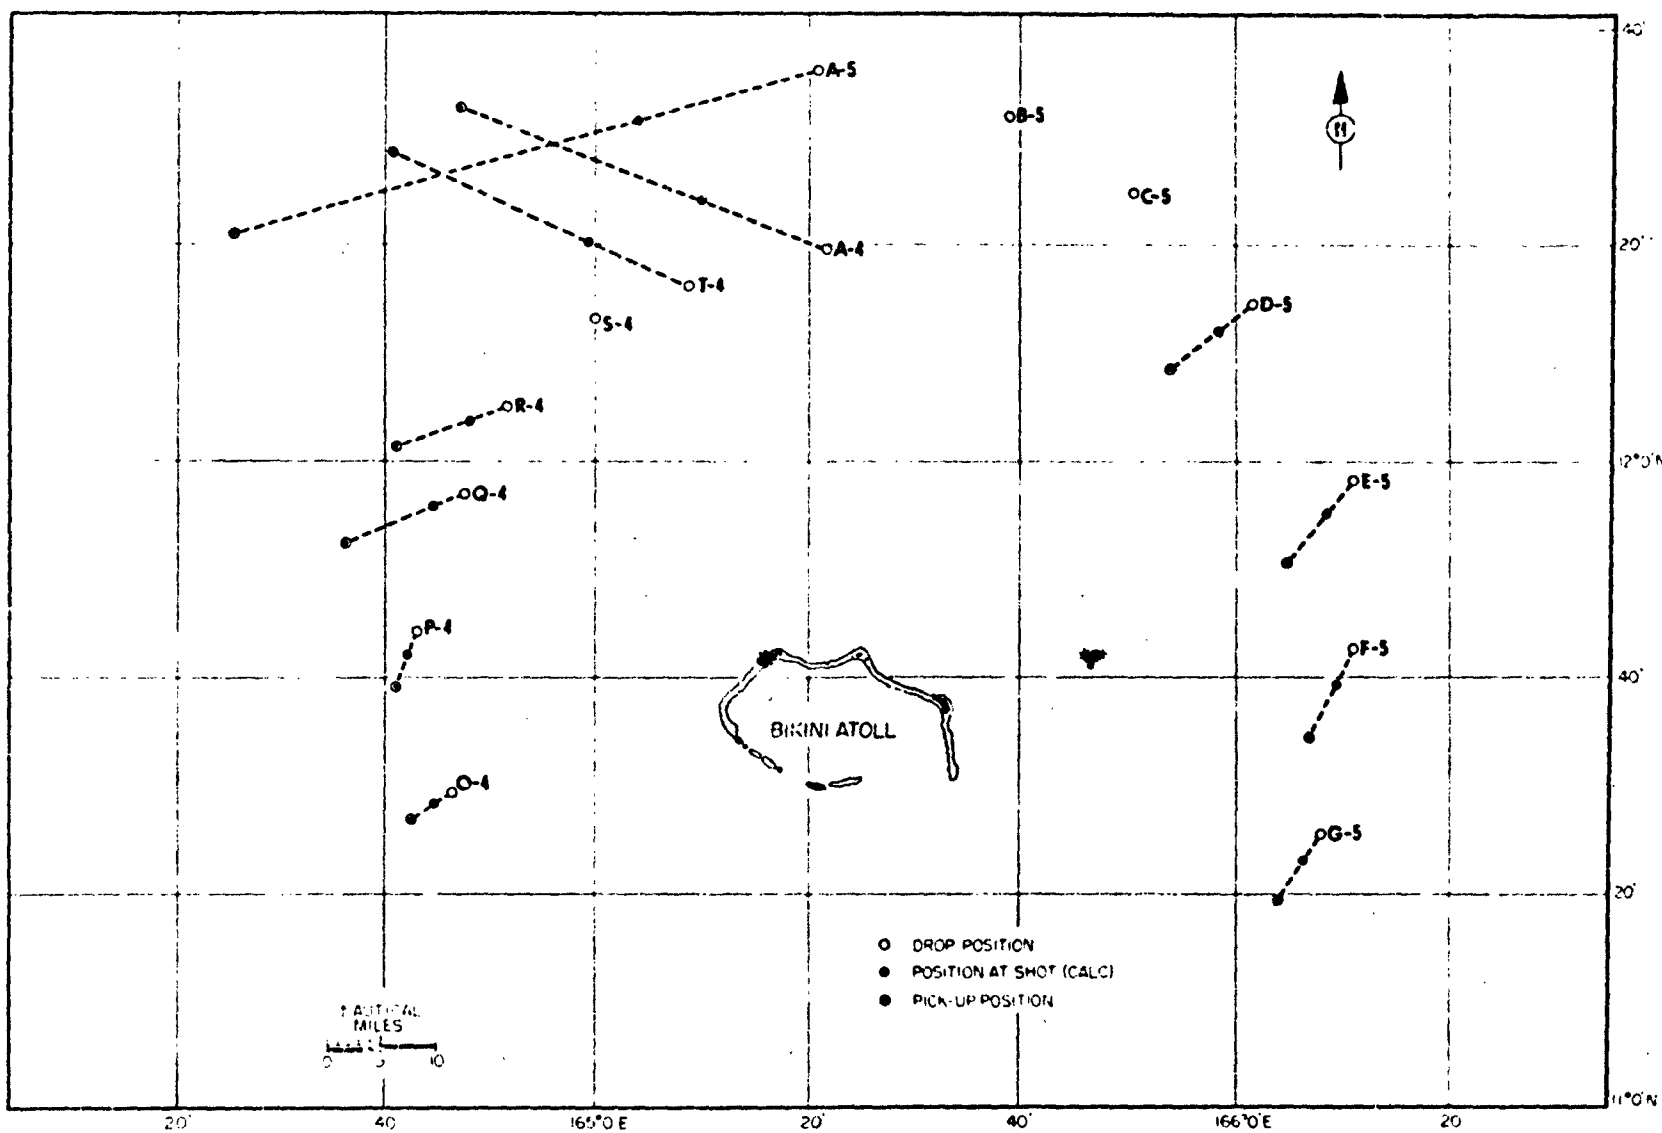 40'
A-5
B-5
N
C-5
A-4
20'
T-4
D-5
S-4
R-4
12°0'N
Q-4
E-5
P-4
F-5
40'
BIKINI ATOLL
O-4
G-5
20'
DROP POSITION
POSITION AT SHOT (CALC)
PICK-UP POSITION
NAUTICAL
MILES
0 5 10
11°0'N
20' 40' 165°0'E 20' 40' 166°0'E 20